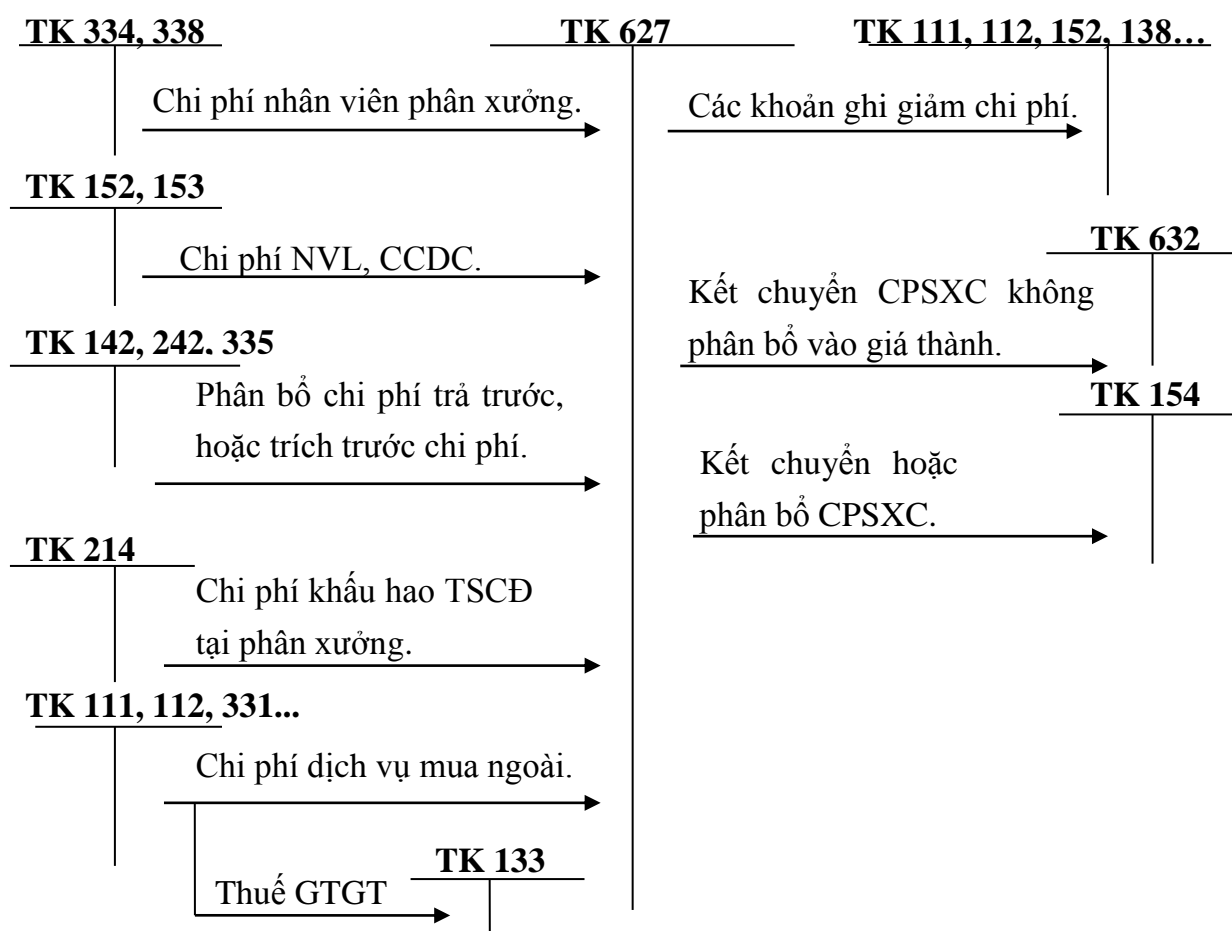 TK 334, 338
TK 627
TK 111, 112, 152, 138…
Chi phí nhân viên phân xưởng.
Các khoản ghi giảm chi phí.
TK 152, 153
Chi phí NVL, CCDC.
TK 632
Kết chuyển CPSXC không
phân bổ vào giá thành.
TK 142, 242, 335
Phân bổ chi phí trả trước,
hoặc trích trước chi phí.
TK 154
Kết chuyển hoặc
phân bổ CPSXC.
TK 214
Chi phí khấu hao TSCĐ
tại phân xưởng.
TK 111, 112, 331...
Chi phí dịch vụ mua ngoài.
TK 133
Thuế GTGT